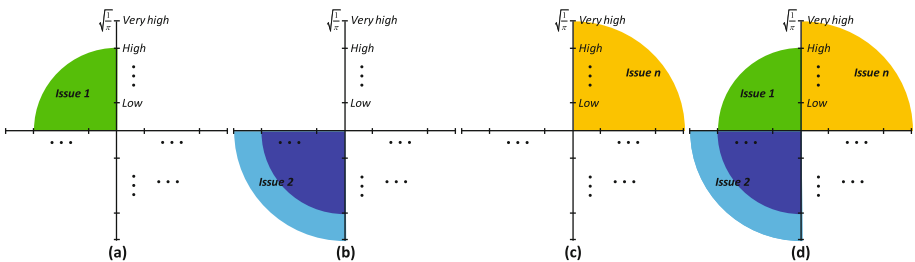 √1/π Very high
High
⋮
Issue 1
Low
...
...
⋮ ...
(a)
√1/π Very high
High
⋮
Low
...
...
Issue 2
⋮ ...
(b)
√1/π Very high
High
⋮ Issue n
Low
...
...
⋮ ...
(c)
√1/π Very high
High
⋮ Issue n
Issue 1
Low
...
...
Issue 2
⋮ ...
(d)